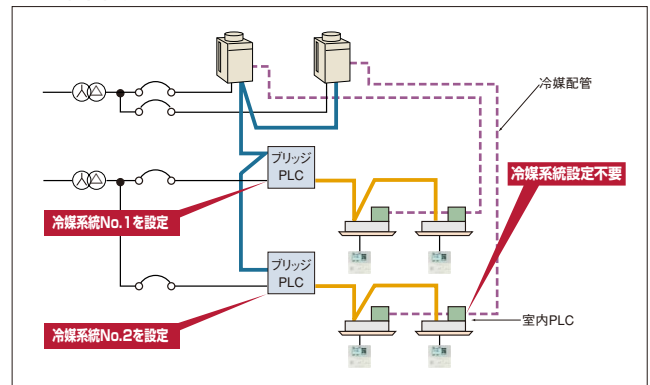 冷媒配管
ブリッジ
PLC
冷媒系統設定不要
冷媒系統No.1を設定
ブリッジ
PLC
室内PLC
冷媒系統No.2を設定